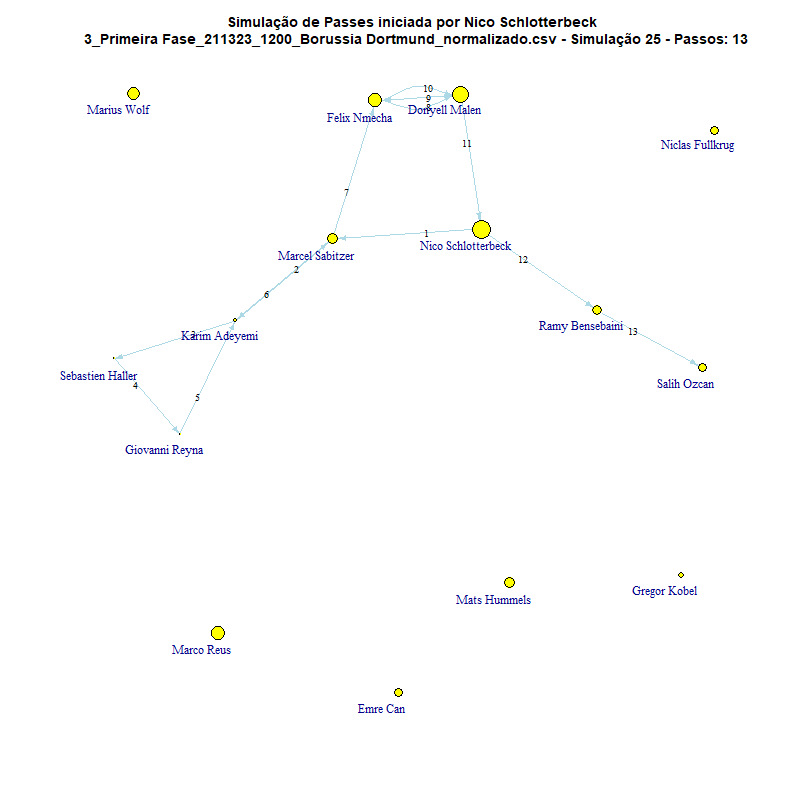 Simulação de Passes iniciada por Nico Schlotterbeck
3_Primeira Fase_211323_1200_Borussia Dortmund_normalizado.csv - Simulação 25 - Passos: 13
10
9
8
Marius Wolf
Felix Nmecha
Donyell Malen
Niclas Fullkrug
11
7
1
Nico Schlotterbeck
Marcel Sabitzer
12
2
6
Ramy Bensebaini
13
Karim Adeyemi
3
Sebastien Haller
Salih Ozcan
4
5
Giovanni Reyna
Mats Hummels
Gregor Kobel
Marco Reus
Emre Can